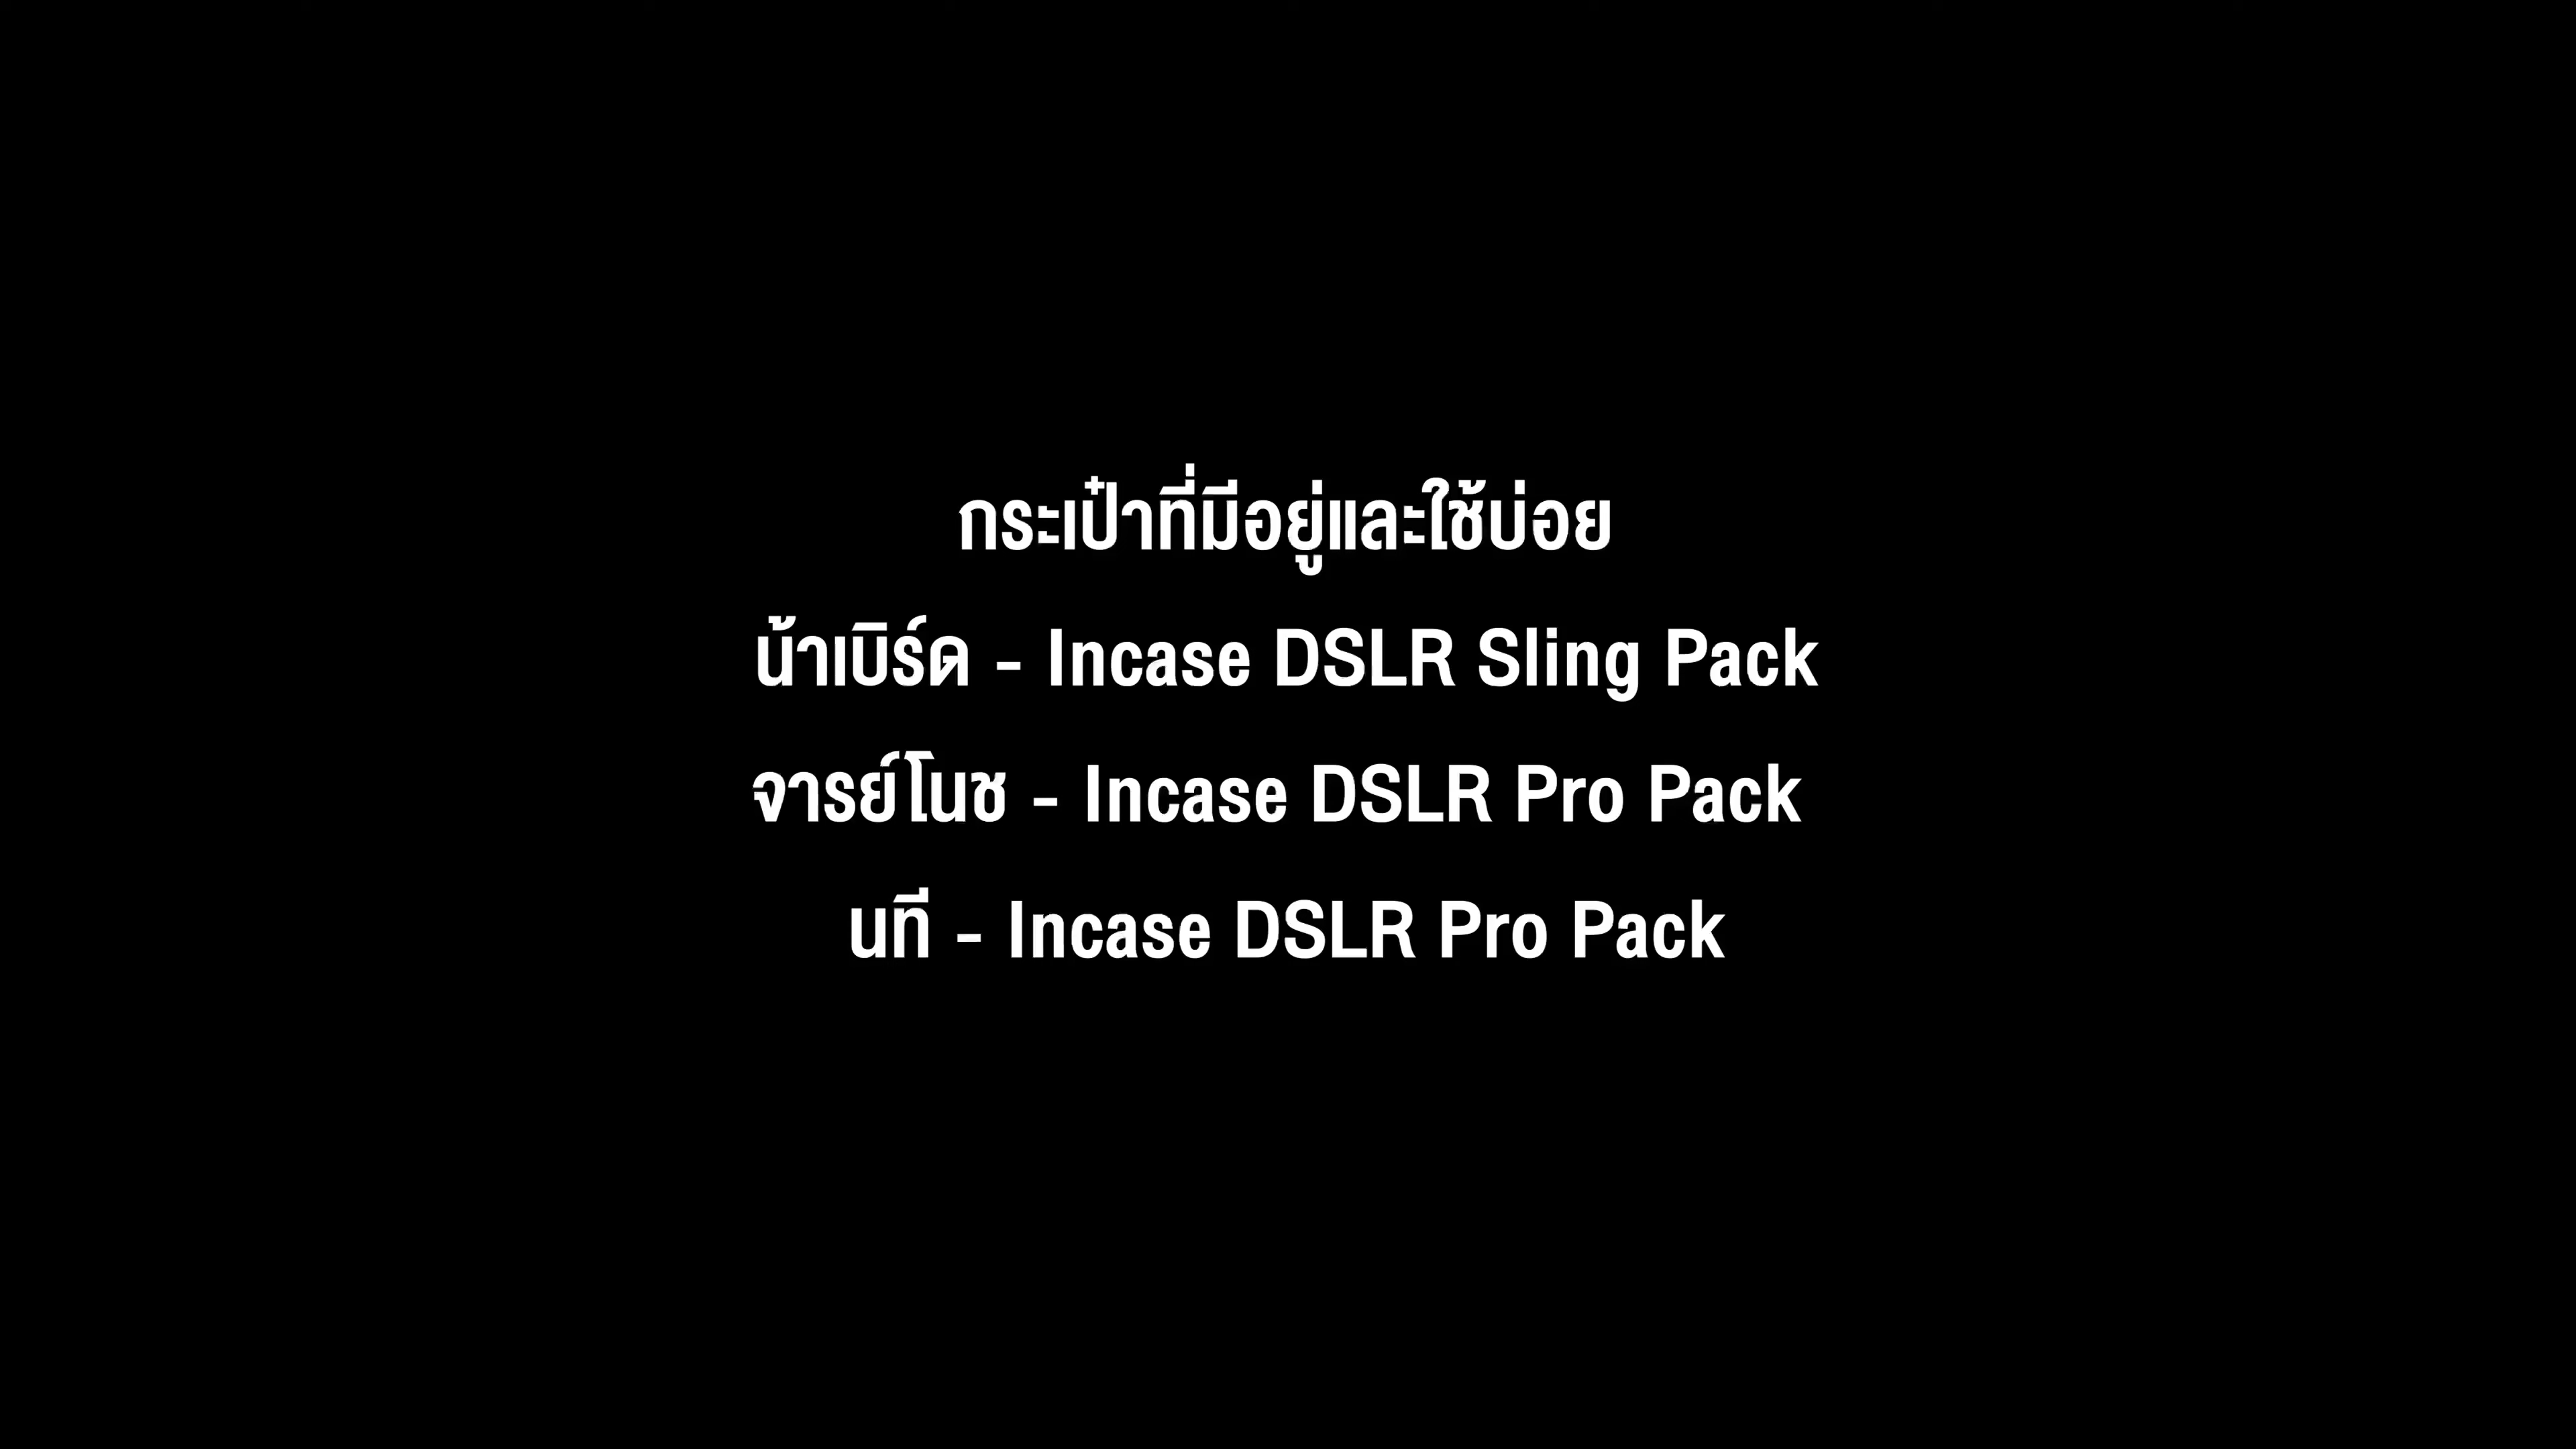 กระเป๋าที่มีอยู่และใช้บ่อย
น้าเบิร์ด - Incase DSLR Sling Pack
จารย์โนช - Incase DSLR Pro Pack
นที - Incase DSLR Pro Pack